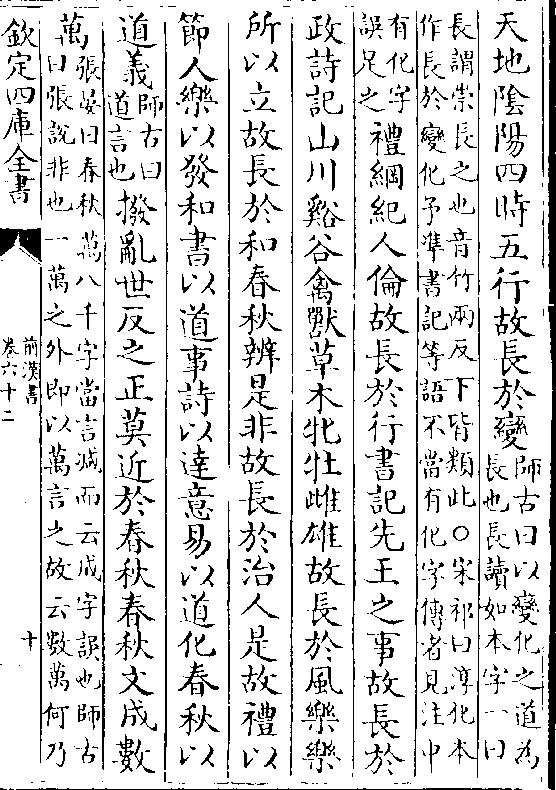 天地陰陽四時五行故長於變師古曰以變化之道為
長也長讀如本字一曰
長謂崇長之也音竹兩反下皆類此○宋祁曰淳化本
作長於變化予準書記等語不當有化字傳者見注中
有化字
誤足之禮綱紀人倫故長於行書記先王之事故長於
政詩記山川谿谷禽獸草木牝牡雌雄故長於風樂樂
所以立故長於和春秋辨是非故長於治人是故禮以
節人樂以發和書以道事詩以達意易以道化春秋以
道義師古曰
道言也撥亂世反之正莫近於春秋春秋文成數
萬張晏曰春秋萬八千字當言減而云成字誤也師古
曰張說非也一萬之外即以萬言之故云數萬何乃
欽定四庫全書
前漢書
卷六十二
十